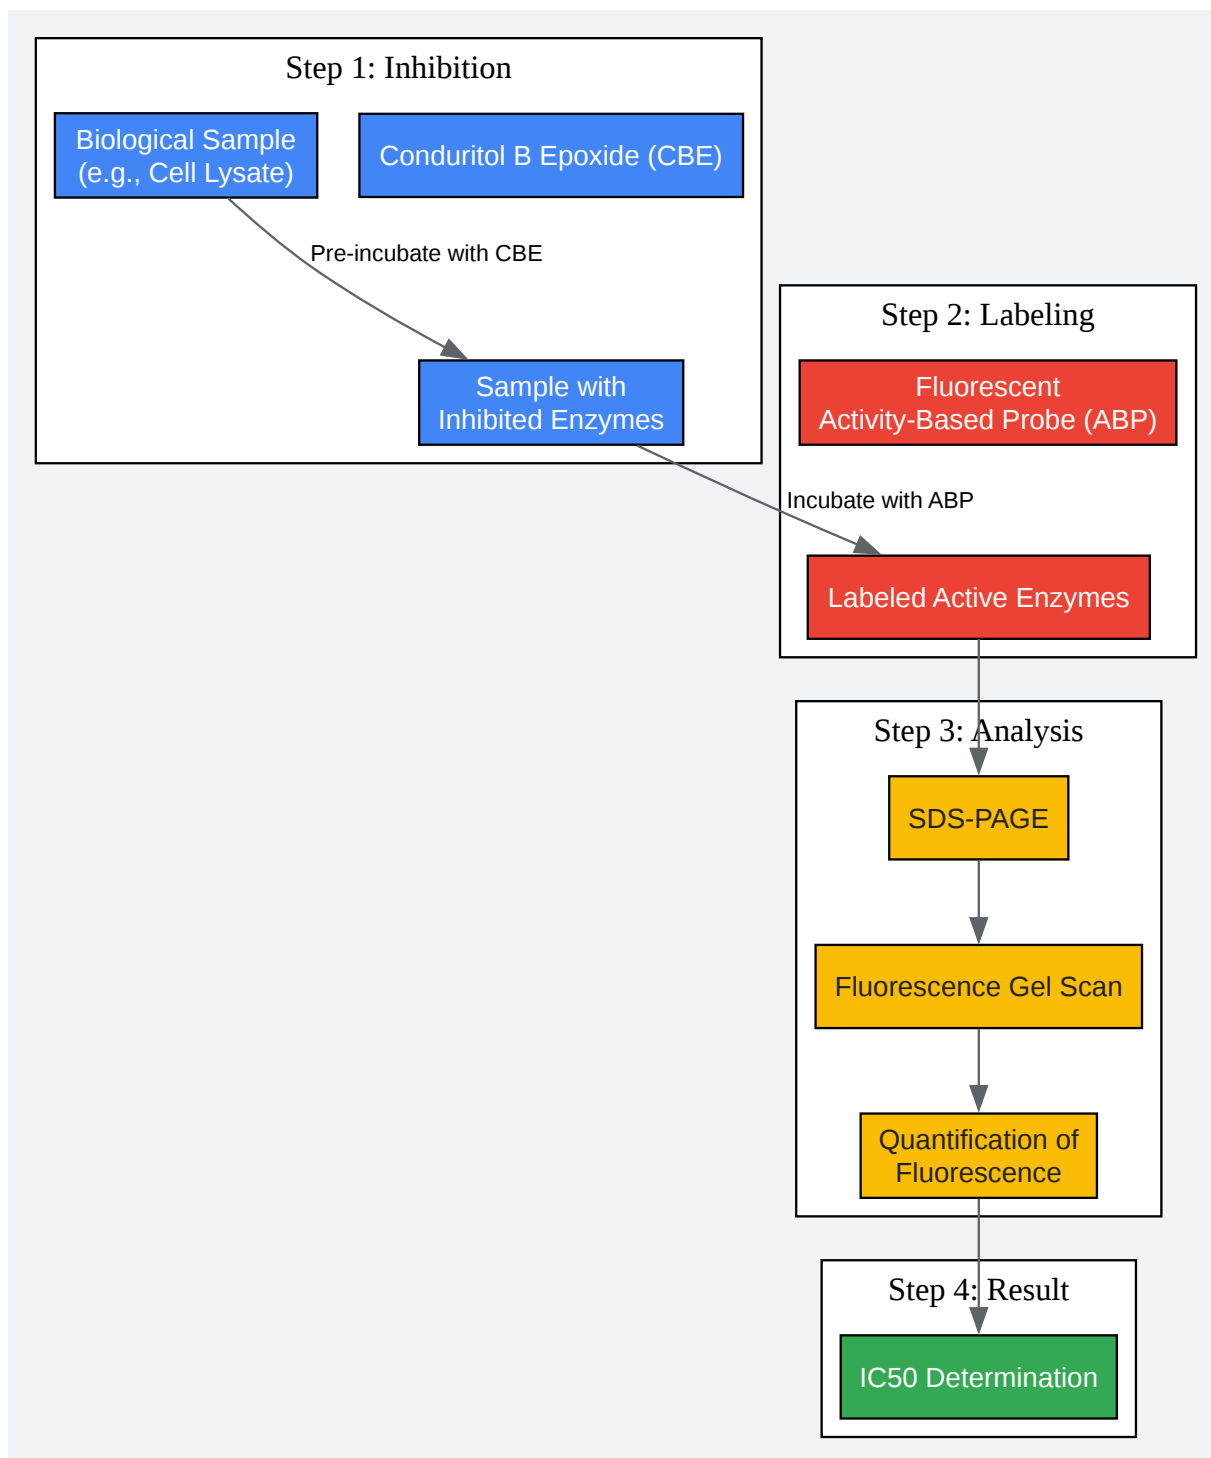 Step 1: Inhibition
Biological Sample
(e.g., Cell Lysate)
Conduritol B Epoxide (CBE)
Pre-incubate with CBE
Sample with
Inhibited Enzymes
Step 2: Labeling
Fluorescent
Activity-Based Probe (ABP)
Incubate with ABP
Labeled Active Enzymes
Step 3: Analysis
SDS-PAGE
Fluorescence Gel Scan
Quantification of
Fluorescence
Step 4: Result
IC50 Determination